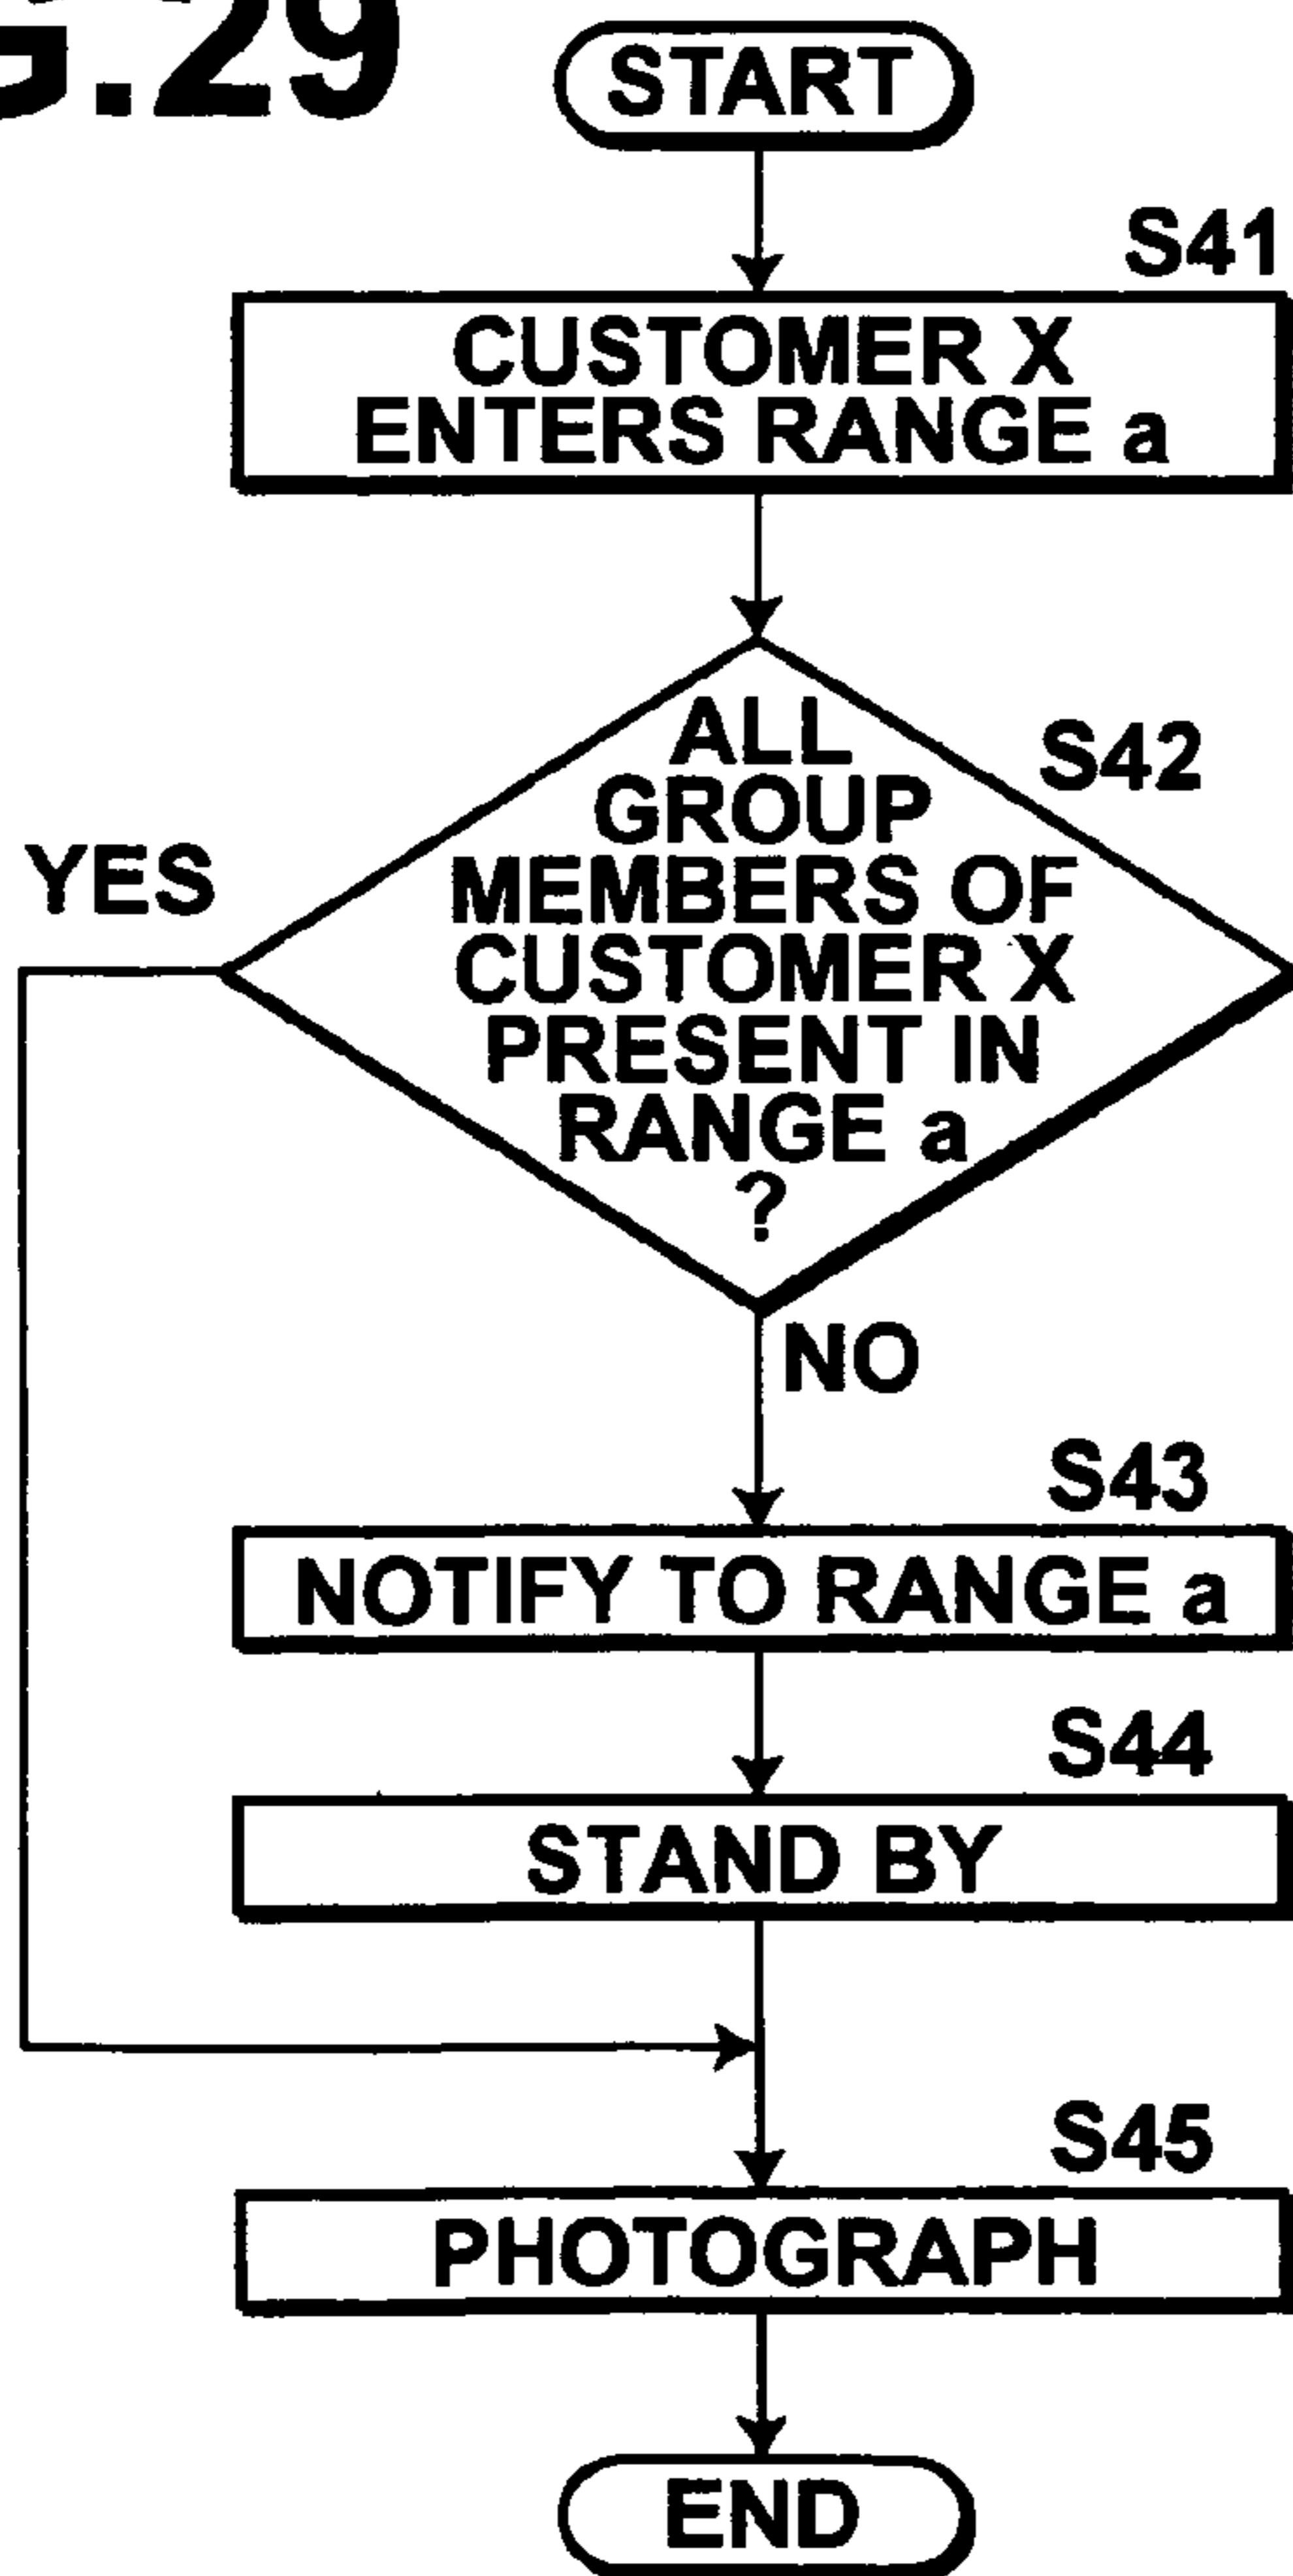 G.29
START
S41
CUSTOMER X
ENTERS RANGE a
ALL
S42
GROUP
YES
MEMBERS OF
CUSTOMER X
PRESENT IN
RANGE a
?
NO
S43
NOTIFY TO RANGE a
S44
STAND BY
S45
PHOTOGRAPH
END